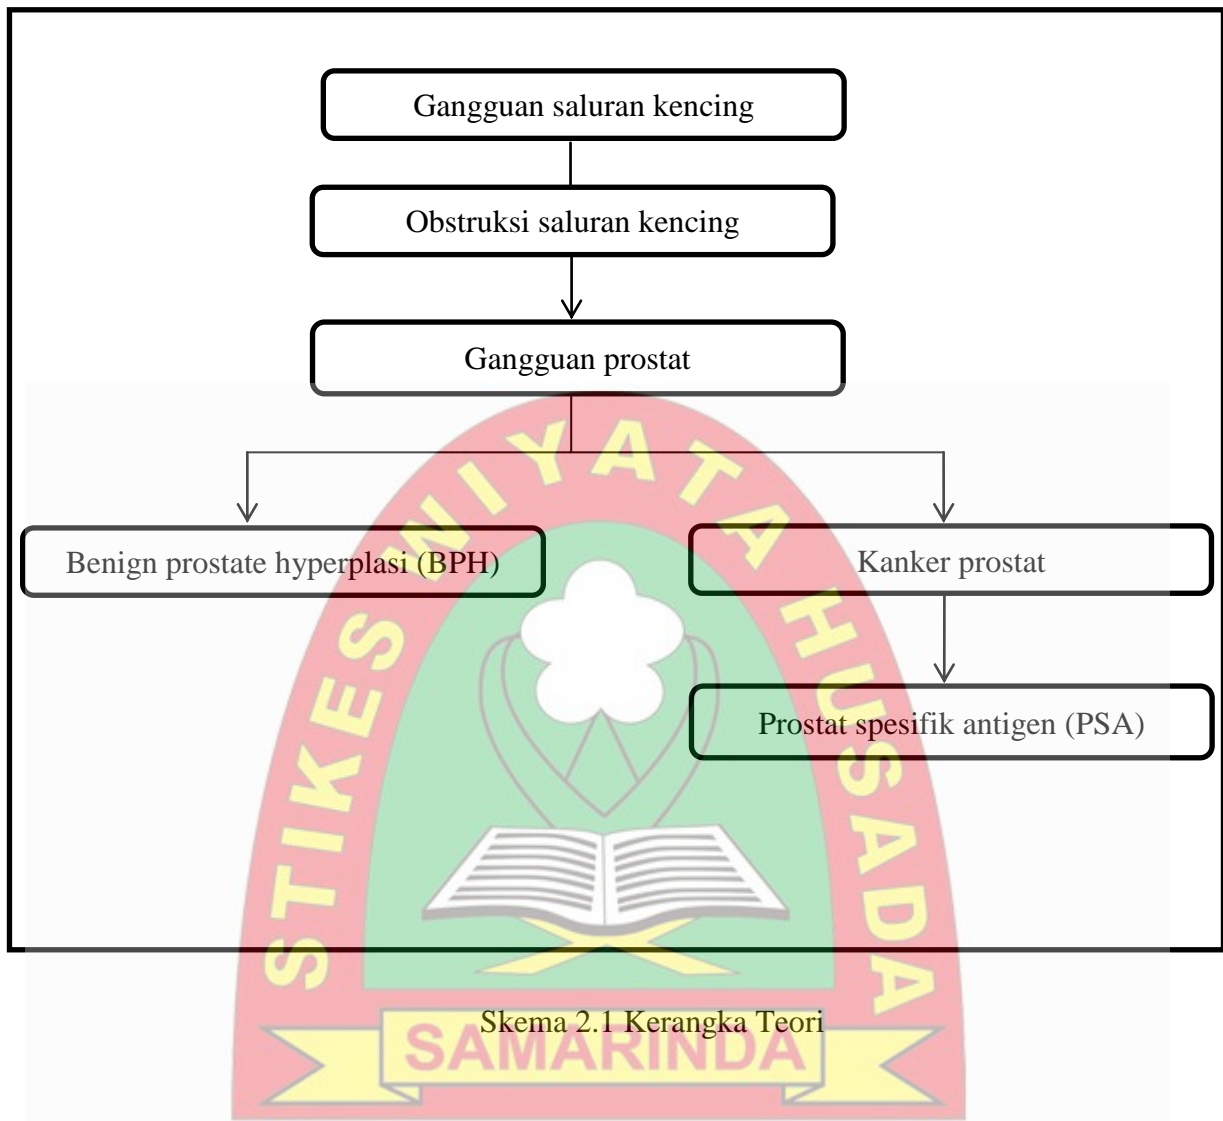 Gangguan saluran kencing
Obstruksi saluran kencing
Gangguan prostat
Benign prostate hyperplasi (BPH)
Kanker prostat
Prostat spesifik antigen (PSA)
STIKES WIYATA HUSADA
Skema 2.1 Kerangka Teori
SAMARINDA